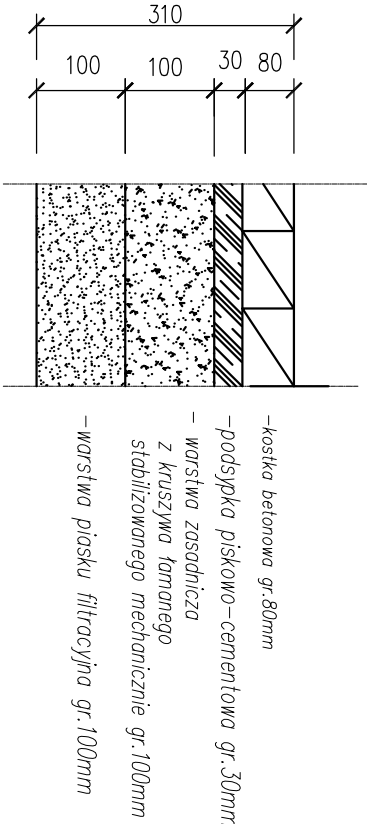 310
100
100
30
80
-kostka betonowa gr.80mm
-podsypka piskowo-cementowa gr.30mm
- warstwa zasadnicza
z kruszywa łamanego
stabilizowanego mechanicznie gr.100mm
-warstwa piasku filtracyjna gr.100mm